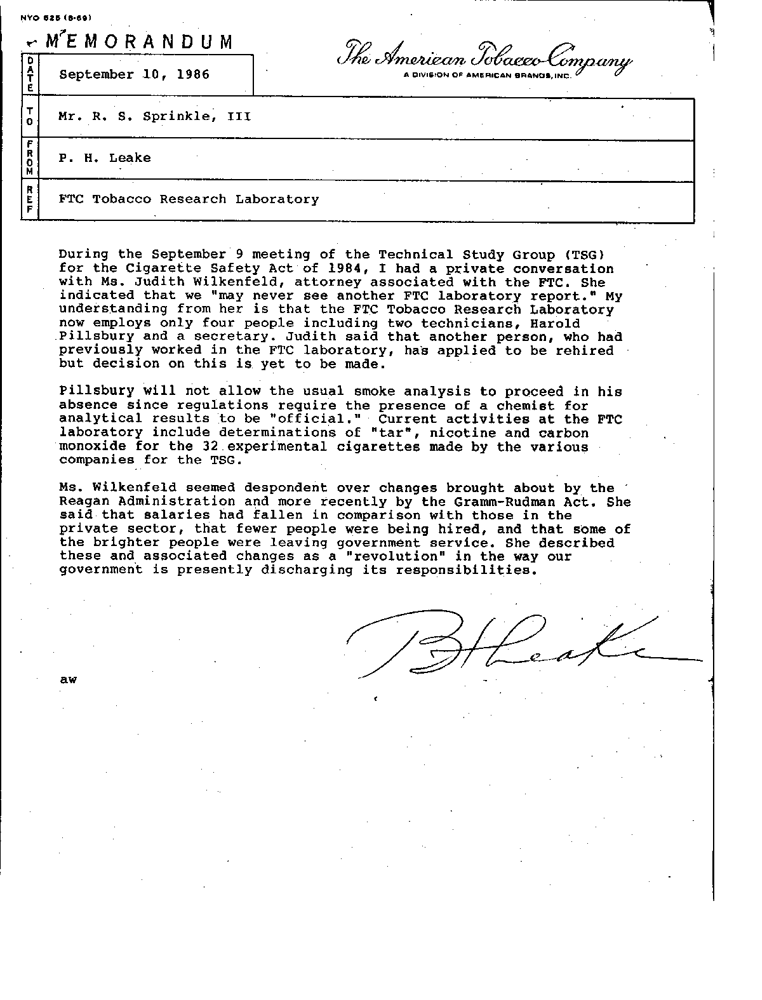 NYO 525 (5-69)
MEMORANDUM
The American Tobacco Company
A DIVISION OF AMERICAN BRANDS, INC.
DATE
September 10, 1986
TO
Mr. R. S. Sprinkle, III
FROM
P. H. Leake
REF
FTC Tobacco Research Laboratory
During the September 9 meeting of the Technical Study Group (TSG)
for the Cigarette Safety Act of 1984, I had a private conversation
with Ms. Judith Wilkenfeld, attorney associated with the FTC. She
indicated that we "may never see another FTC laboratory report." My
understanding from her is that the FTC Tobacco Research Laboratory
now employs only four people including two technicians, Harold
Pillsbury and a secretary. Judith said that another person, who had
previously worked in the FTC laboratory, has applied to be rehired
but decision on this is yet to be made.
Pillsbury will not allow the usual smoke analysis to proceed in his
absence since regulations require the presence of a chemist for
analytical results to be "official." Current activities at the FTC
laboratory include determinations of "tar", nicotine and carbon
monoxide for the 32 experimental cigarettes made by the various
companies for the TSG.
Ms. Wilkenfeld seemed despondent over changes brought about by the
Reagan Administration and more recently by the Gramm-Rudman Act. She
said that salaries had fallen in comparison with those in the
private sector, that fewer people were being hired, and that some of
the brighter people were leaving government service. She described
these and associated changes as a "revolution" in the way our
government is presently discharging its responsibilities.
PHLeake
aw